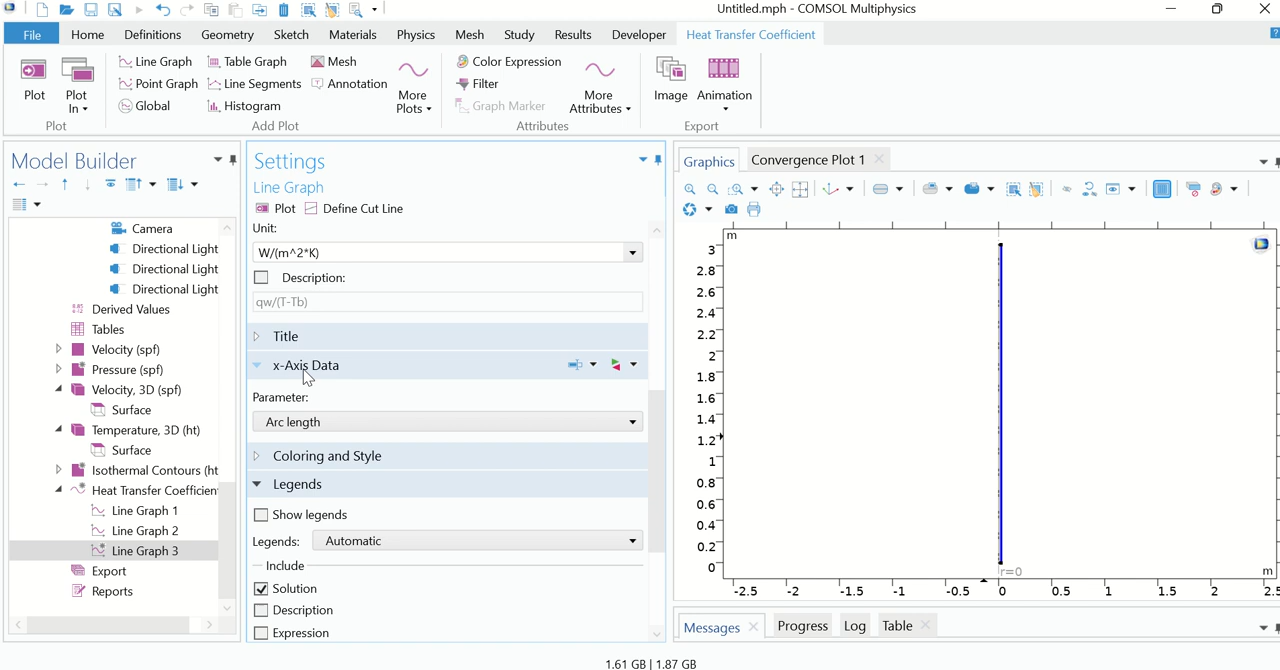 Untitled.mph - COMSOL Multiphysics
File Home Definitions Geometry Sketch Materials Physics Mesh Study Results Developer Heat Transfer Coefficient
Plot
Plot In
Plot
Line Graph
Point Graph
Global
Table Graph
Line Segments
Histogram
Mesh
Annotation
More Plots
Add Plot
Color Expression
Filter
Graph Marker
More Attributes
Attributes
Image
Animation
Export
Model Builder
Camera
Directional Light
Directional Light
Directional Light
Derived Values
Tables
Velocity (spf)
Pressure (spf)
Velocity, 3D (spf)
Surface
Temperature, 3D (ht)
Surface
Isothermal Contours (ht
Heat Transfer Coefficien
Line Graph 1
Line Graph 2
Line Graph 3
Export
Reports
Settings
Line Graph
Plot Define Cut Line
Unit:
W/(m^2*K)
Description:
qw/(T-Tb)
Title
x-Axis Data
Parameter:
Arc length
Coloring and Style
Legends
Show legends
Legends: Automatic
Include
Solution
Description
Expression
Graphics Convergence Plot 1
m
3
2.8
2.6
2.4
2.2
2
1.8
1.6
1.4
1.2
1
0.8
0.6
0.4
0.2
0
r=0
m
-2.5 -2 -1.5 -1 -0.5 0 0.5 1 1.5 2 2.5
Messages Progress Log Table
1.61 GB | 1.87 GB